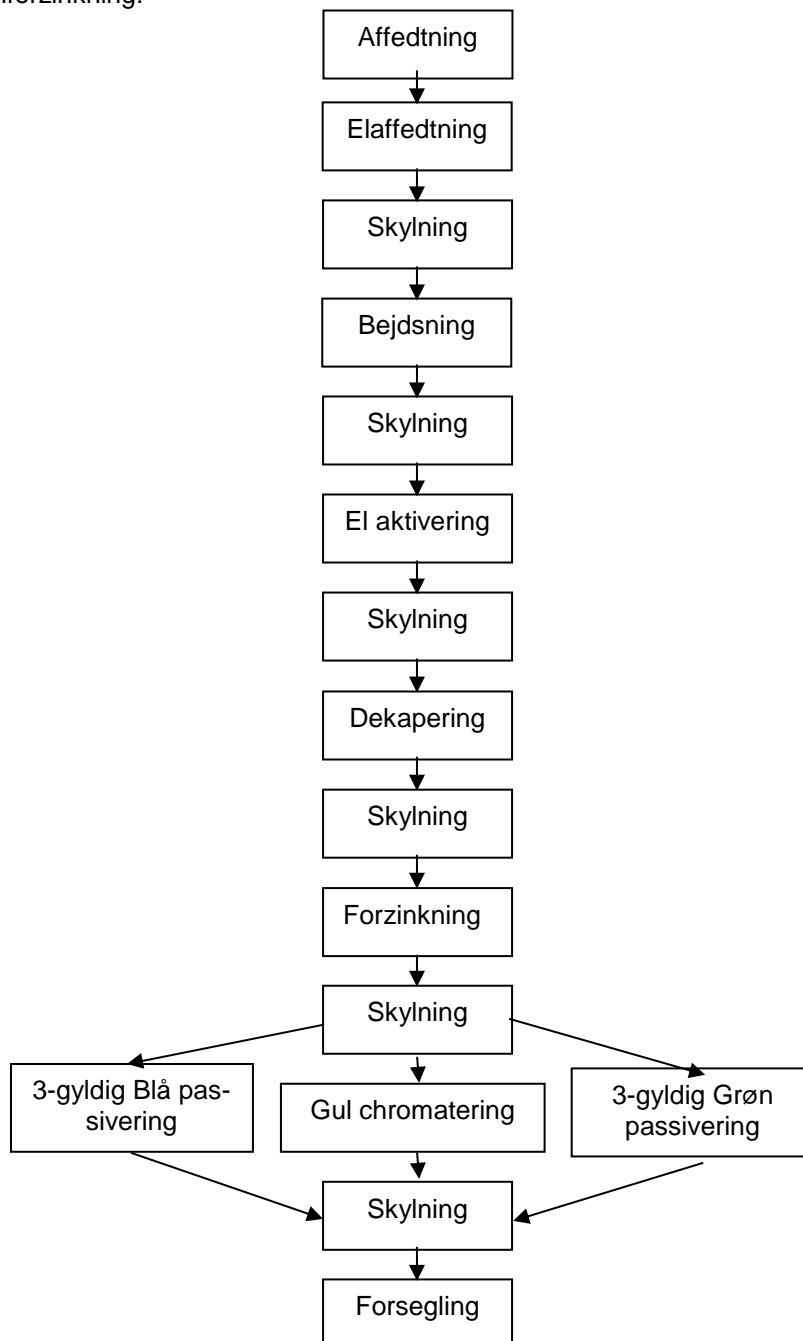 Affedtning
Elaffedtning
Skylning
Bejdsning
Skylning
El aktivering
Skylning
Dekapering
Skylning
Forzinkning
Skylning
3-gyldig Blå pas-
sivering
Gul chromatering
3-gyldig Grøn
passivering
Skylning
Forsegling